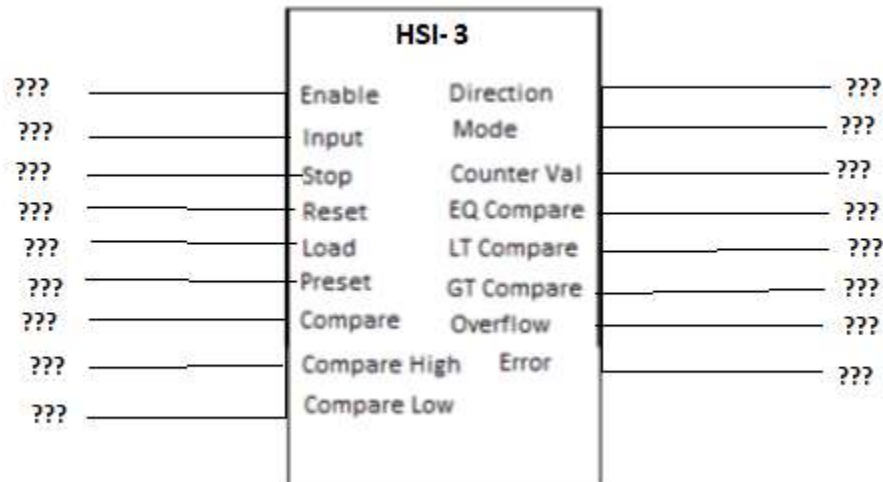 HSI- 3
??? Enable Direction ???
??? Input Mode ???
??? Stop Counter Val ???
??? Reset EQ Compare ???
??? Load LT Compare ???
??? Preset GT Compare ???
??? Compare Overflow ???
??? Compare High Error ???
??? Compare Low